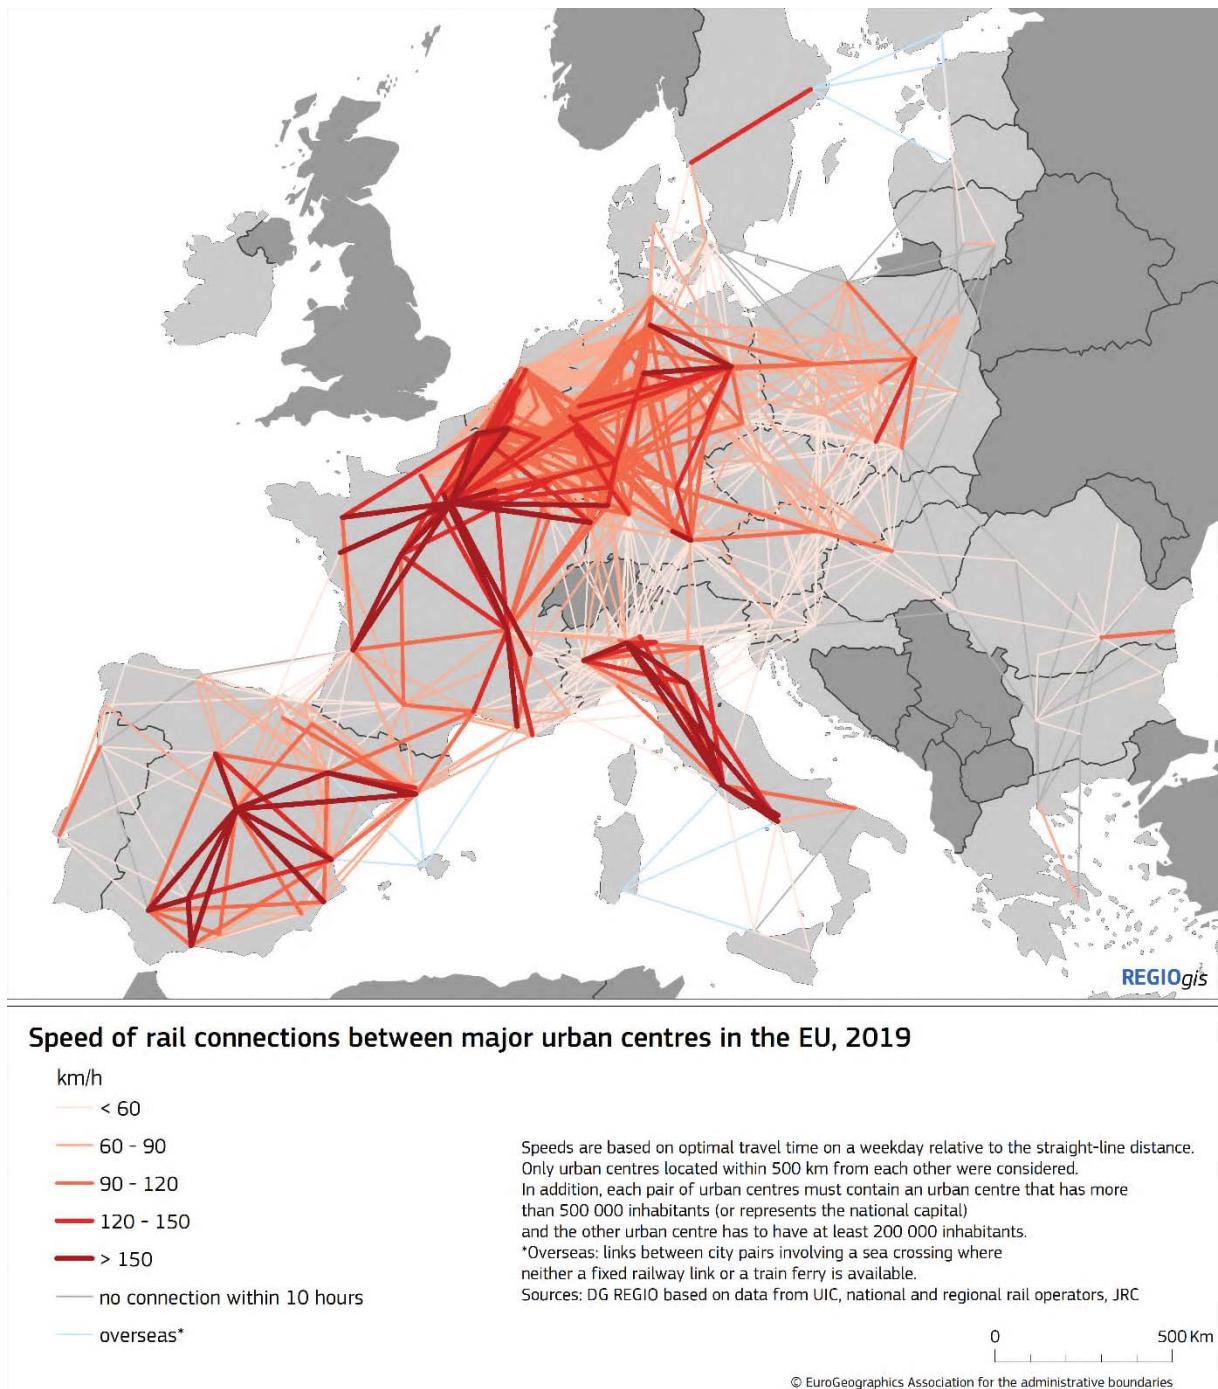 REGIOgis
Speed of rail connections between major urban centres in the EU, 2019
km/h
< 60
60 - 90
90 - 120
120 - 150
> 150
no connection within 10 hours
overseas*
Speeds are based on optimal travel time on a weekday relative to the straight-line distance.
Only urban centres located within 500 km from each other were considered.
In addition, each pair of urban centres must contain an urban centre that has more
than 500 000 inhabitants (or represents the national capital)
and the other urban centre has to have at least 200 000 inhabitants.
*Overseas: links between city pairs involving a sea crossing where
neither a fixed railway link or a train ferry is available.
Sources: DG REGIO based on data from UIC, national and regional rail operators, JRC
0 500 Km
© EuroGeographics Association for the administrative boundaries